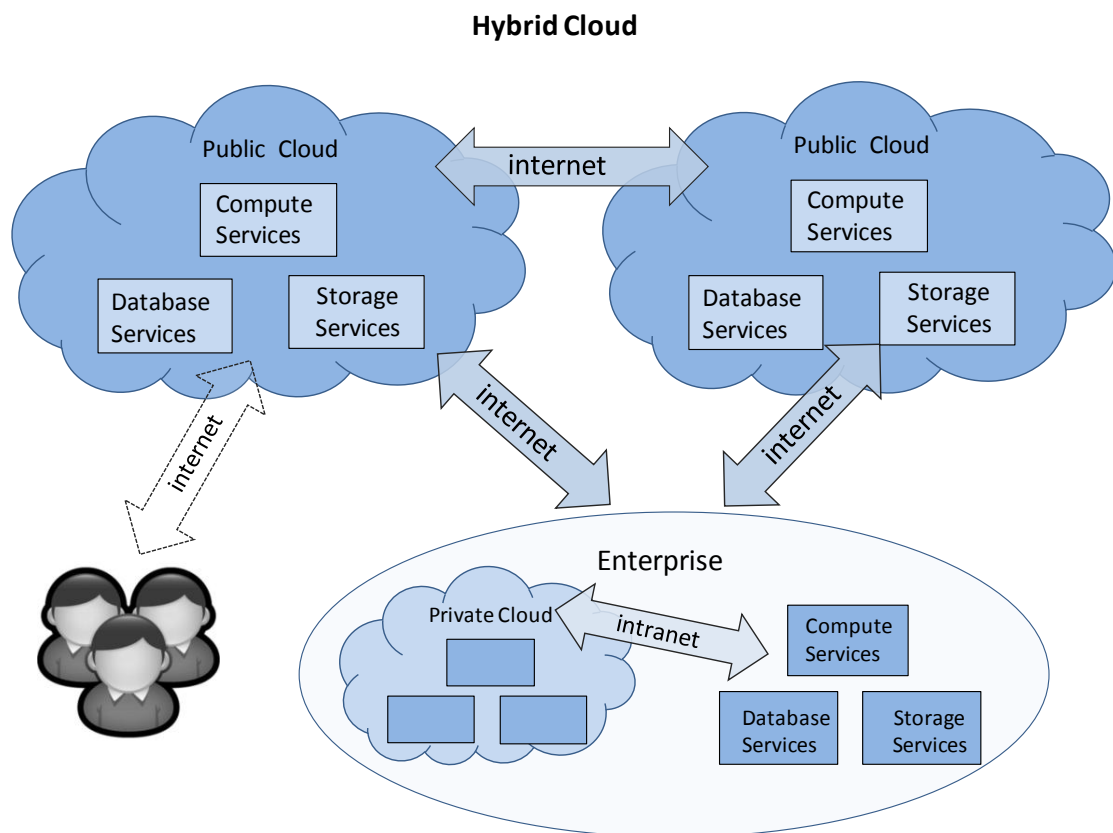 Hybrid Cloud
Public Cloud
Compute
Services
Database
Services
Storage
Services
internet
Public Cloud
Compute
Services
Database
Services
Storage
Services
internet
internet
internet
Enterprise
Private Cloud
intranet
Compute
Services
Database
Services
Storage
Services